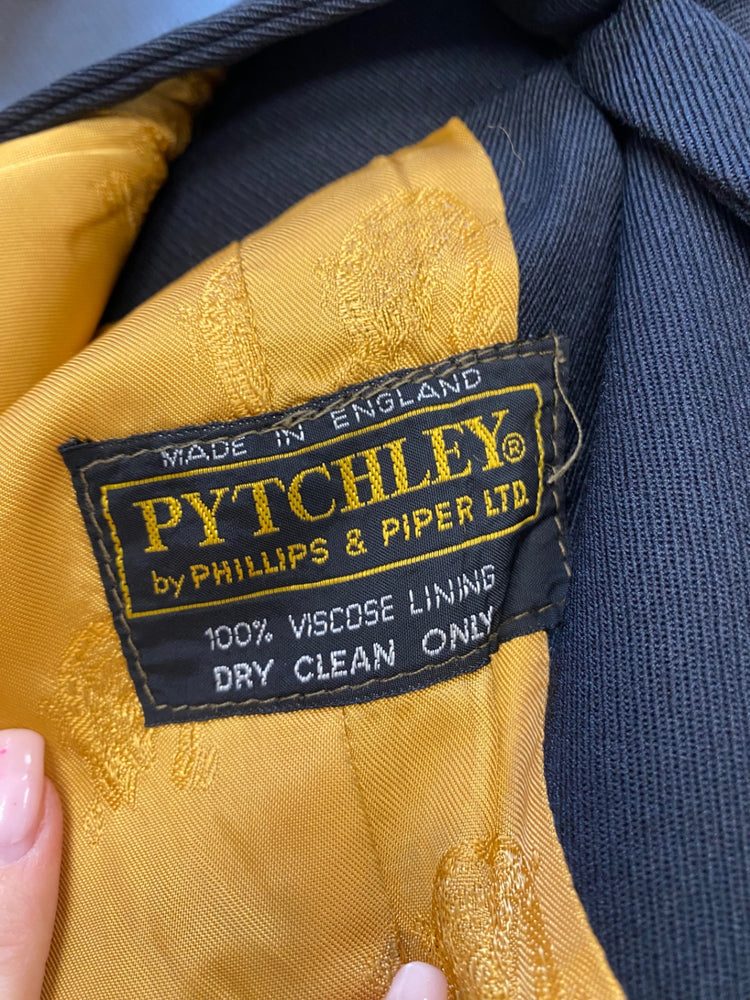 MADE IN ENGLAND
PYTCHLEY®
by PHILLIPS & PIPER LTD.
100% VISCOSE LINING
DRY CLEAN ONLY